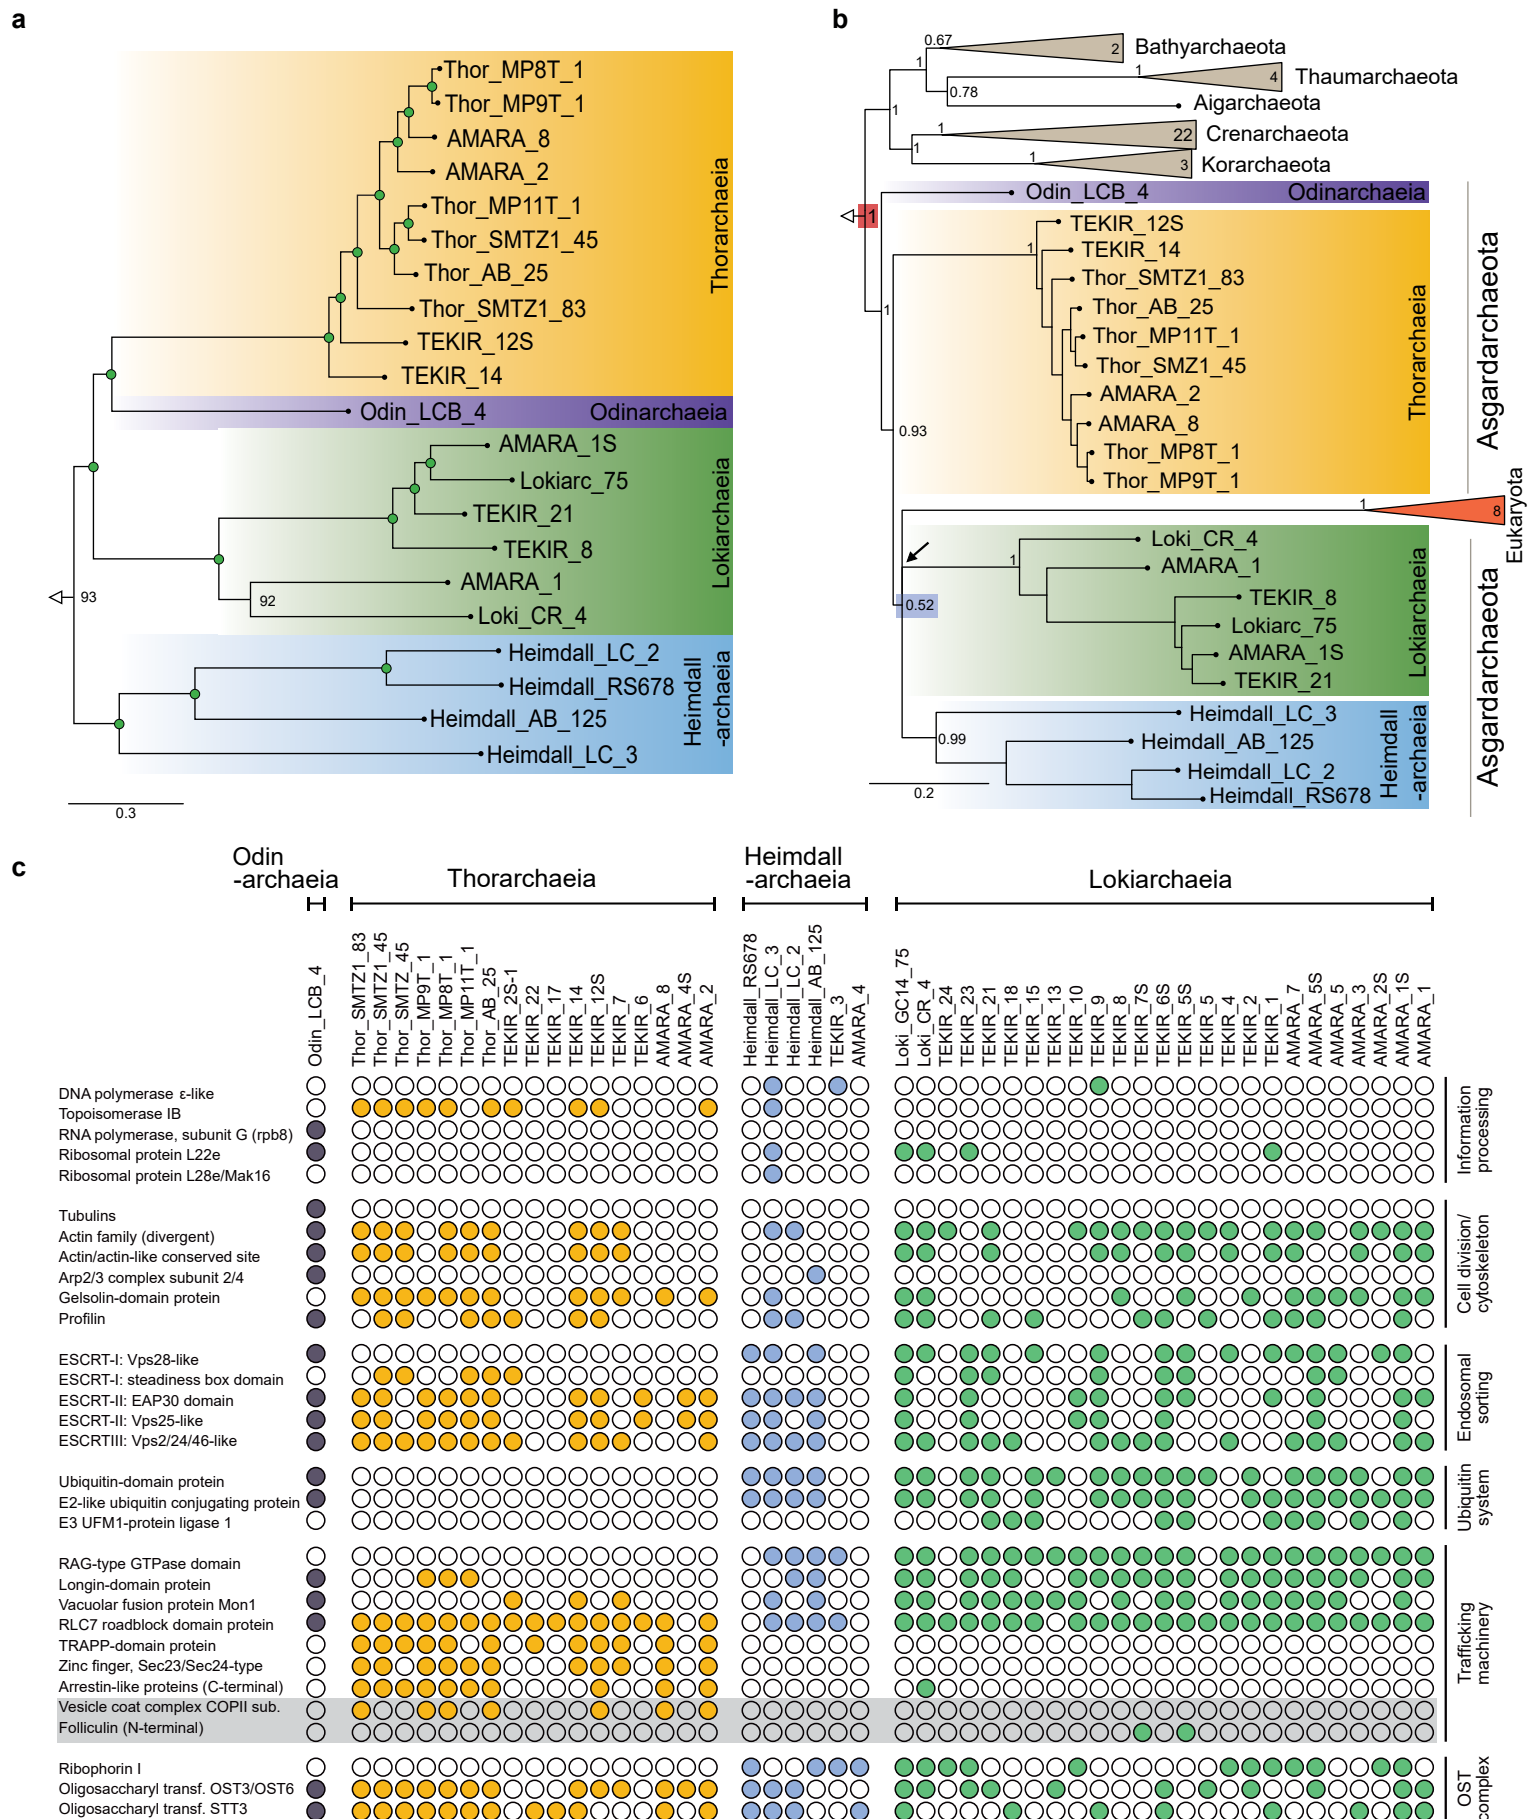 a
Thor_MP8T_1
Thor_MP9T_1
AMARA_8
AMARA_2
Thor_MP11T_1
Thor_SMTZ1_45
Thor_AB_25
Thor_SMTZ1_83
TEKIR_12S
TEKIR_14
Thorarchaeia
Odin_LCB_4
Odinarchaeia
AMARA_1S
Lokiarc_75
TEKIR_21
TEKIR_8
AMARA_1
92
Loki_CR_4
Lokiarchaeia
93
Heimdall_LC_2
Heimdall_RS678
Heimdall_AB_125
Heimdall_LC_3
Heimdall
-archaeia
0.3
b
0.67
2
Bathyarchaeota
1
1
4
Thaumarchaeota
0.78
Aigarchaeota
1
1
22
Crenarchaeota
1
1
3
Korarchaeota
Odin_LCB_4
Odinarchaeia
1
TEKIR_12S
1
TEKIR_14
Thor_SMTZ1_83
Thor_AB_25
1
Thor_MP11T_1
Thor_SMZ1_45
AMARA_2
AMARA_8
0.93
Thor_MP8T_1
Thor_MP9T_1
Thorarchaeia
Asgardarchaeota
1
8
Eukaryota
Loki_CR_4
1
AMARA_1
TEKIR_8
0.52
Lokiarc_75
AMARA_1S
TEKIR_21
Lokiarchaeia
Asgardarchaeota
Heimdall_LC_3
0.99
Heimdall_AB_125
Heimdall_LC_2
Heimdall_RS678
Heimdall
-archaeia
0.2
c
Odin
-archaeia
Thorarchaeia
Heimdall
-archaeia
Lokiarchaeia
Odin_LCB_4
Thor_SMTZ1_83
Thor_SMTZ1_45
Thor_SMTZ_45
Thor_MP9T_1
Thor_MP8T_1
Thor_MP11T_1
Thor_AB_25
TEKIR_2S-1
TEKIR_22
TEKIR_17
TEKIR_14
TEKIR_12S
TEKIR_7
TEKIR_6
AMARA_8
AMARA_4S
AMARA_2
Heimdall_RS678
Heimdall_LC_3
Heimdall_LC_2
Heimdall_AB_125
TEKIR_3
AMARA_4
Loki_GC14_75
Loki_CR_4
TEKIR_24
TEKIR_23
TEKIR_21
TEKIR_18
TEKIR_15
TEKIR_13
TEKIR_10
TEKIR_9
TEKIR_8
TEKIR_7S
TEKIR_6S
TEKIR_5S
TEKIR_5
TEKIR_4
TEKIR_2
TEKIR_1
AMARA_7
AMARA_5S
AMARA_5
AMARA_3
AMARA_2S
AMARA_1S
AMARA_1
DNA polymerase ε-like
Topoisomerase IB
RNA polymerase, subunit G (rpb8)
Ribosomal protein L22e
Ribosomal protein L28e/Mak16
Information
processing
Tubulins
Actin family (divergent)
Actin/actin-like conserved site
Arp2/3 complex subunit 2/4
Gelsolin-domain protein
Profilin
Cell division/
cytoskeleton
ESCRT-I: Vps28-like
ESCRT-I: steadiness box domain
ESCRT-II: EAP30 domain
ESCRT-II: Vps25-like
ESCRTIII: Vps2/24/46-like
Endosomal
sorting
Ubiquitin-domain protein
E2-like ubiquitin conjugating protein
E3 UFM1-protein ligase 1
Ubiquitin
system
RAG-type GTPase domain
Longin-domain protein
Vacuolar fusion protein Mon1
RLC7 roadblock domain protein
TRAPP-domain protein
Zinc finger, Sec23/Sec24-type
Arrestin-like proteins (C-terminal)
Vesicle coat complex COPII sub.
Folliculin (N-terminal)
Trafficking
machinery
Ribophorin I
Oligosaccharyl transf. OST3/OST6
Oligosaccharyl transf. STT3
OST
complex